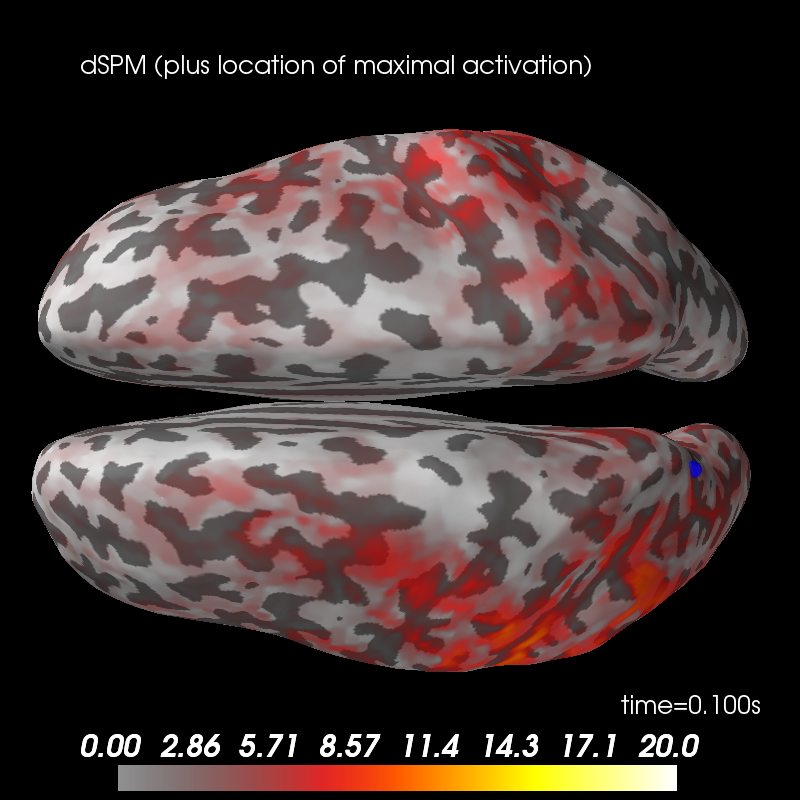 dSPM (plus location of maximal activation)
time=0.100s
0.00 2.86 5.71 8.57 11.4 14.3 17.1 20.0